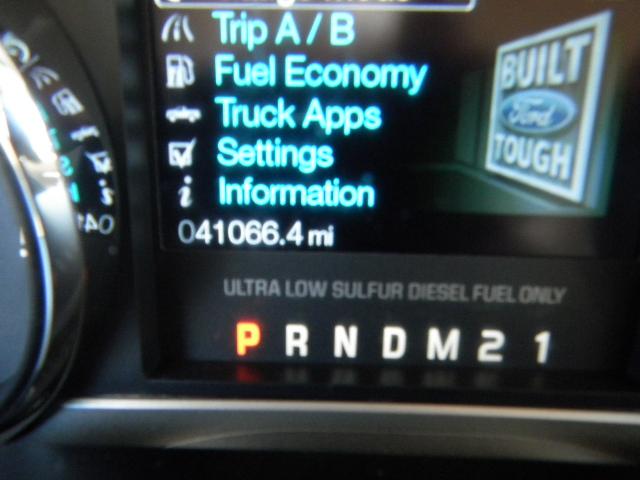 Trip A / B
Fuel Economy
Truck Apps
Settings
Information
041066.4 mi
BUILT
Ford
TOUGH
ULTRA LOW SULFUR DIESEL FUEL ONLY
P R N D M 2 1